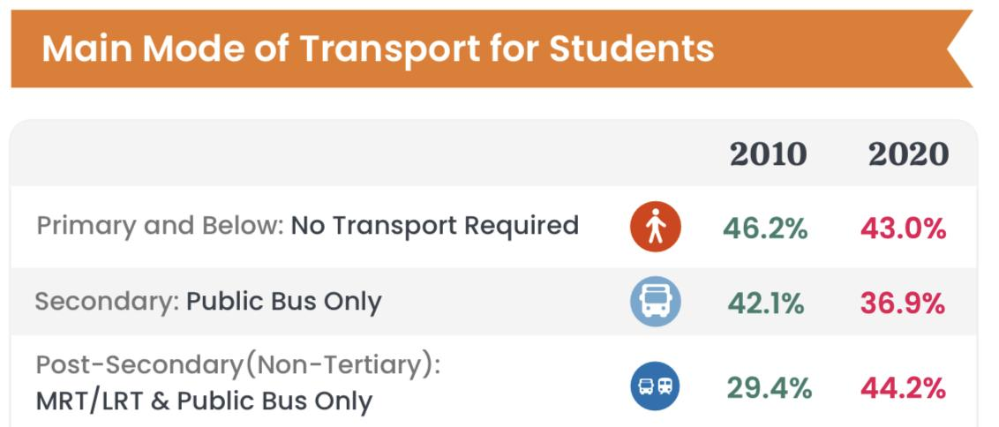 Main Mode of Transport for Students
2010 2020
Primary and Below: No Transport Required 46.2% 43.0%
Secondary: Public Bus Only 42.1% 36.9%
Post-Secondary(Non-Tertiary):
MRT/LRT & Public Bus Only 29.4% 44.2%